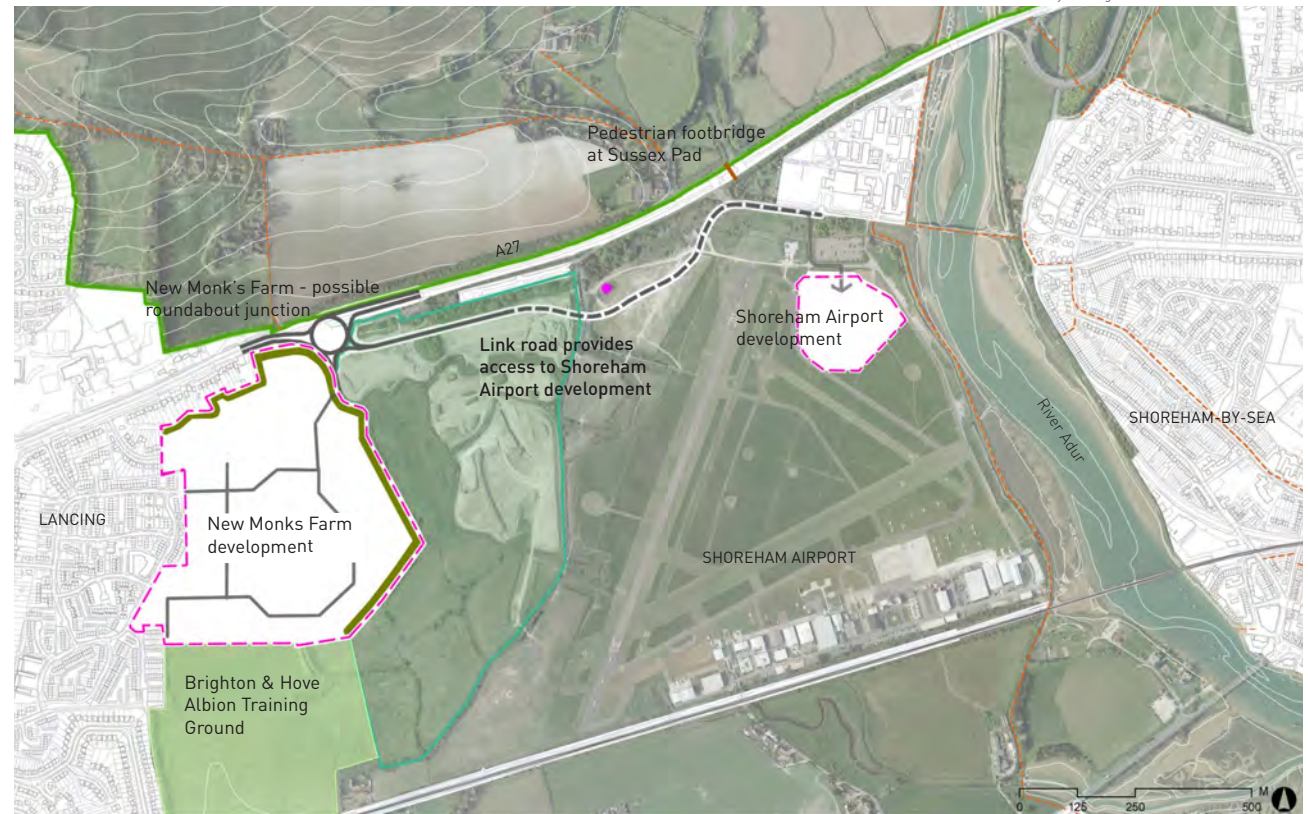 Pedestrian footbridge
at Sussex Pad
A27
New Monk's Farm - possible
roundabout junction
Shoreham Airport
development
Link road provides
access to Shoreham
Airport development
River Adur
SHOREHAM-BY-SEA
LANCING
New Monks Farm
development
SHOREHAM AIRPORT
Brighton & Hove
Albion Training
Ground
M
0 125 250 500